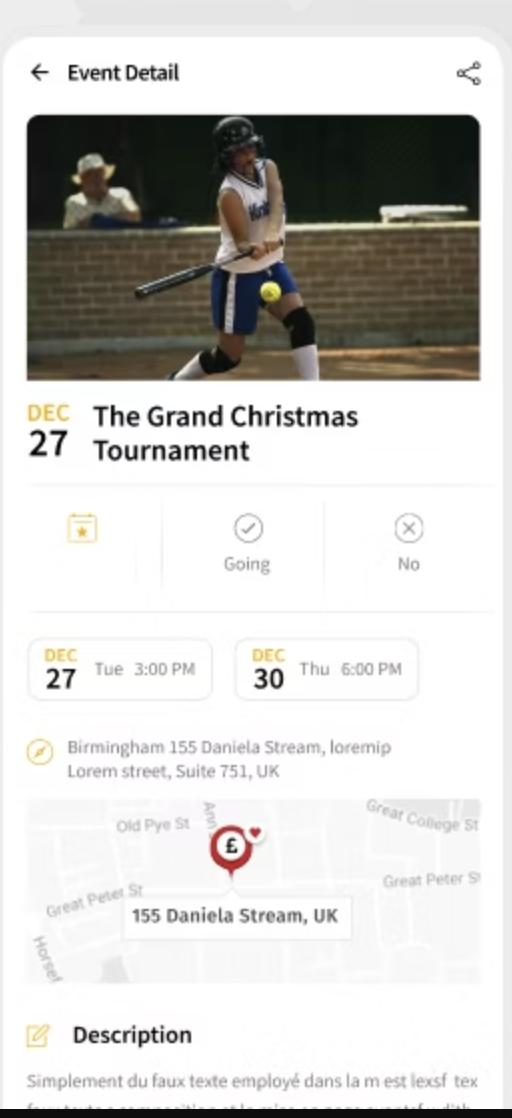 Event Detail
DEC
27
The Grand Christmas
Tournament
Going
No
DEC
27
Tue 3:00 PM
DEC
30
Thu 6:00 PM
Birmingham 155 Daniela Stream, loremip
Lorem street, Suite 751, UK
Old Pye St
Ann
Great College St
£
Great Peter St
Great Peter S
155 Daniela Stream, UK
Horsef
Description
Simplement du faux texte employé dans la m est lexsf tex